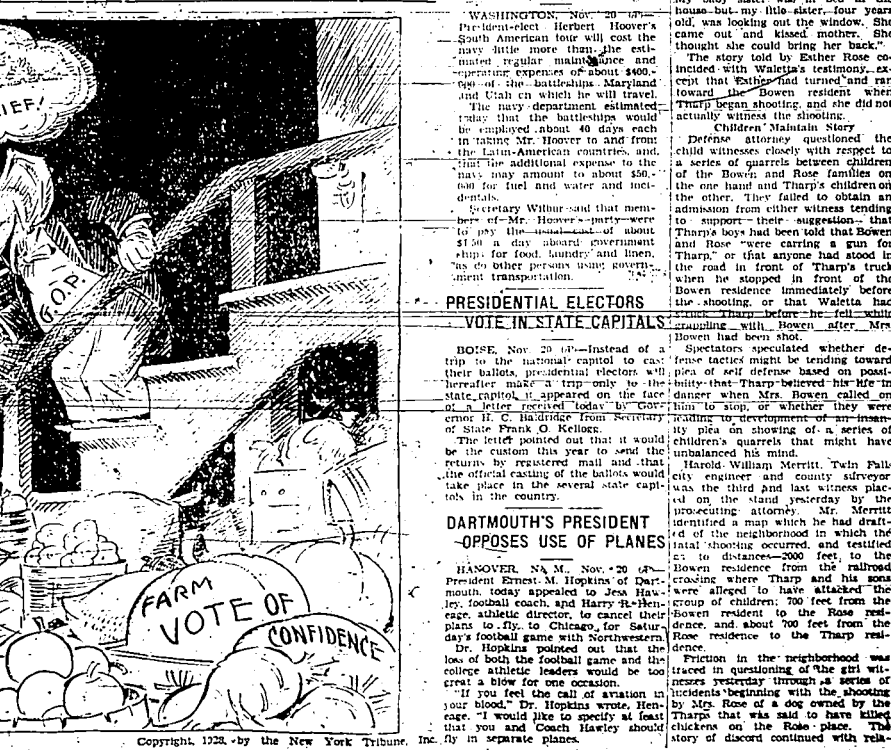 IEF!
G.O.P.
FARM
VOTE OF
CONFIDENCE
Copyright, 1928, by the New York Tribune, Inc.
WASHINGTON, Nov. 20 (AP)—
President-elect Herbert Hoover's
South American tour will cost the
navy little more than the esti-
mated regular maintenance and
operating expenses of about $400,-
000 of the battleships Maryland
and Utah on which he will travel.
The navy department estimated
today that the battleships would
be employed about 40 days each
in taking Mr. Hoover to and from
the Latin-American countries, and
that the additional expense to the
navy may amount to about $50,-
000 for fuel and water and inci-
dentals.
Secretary Wilbur said that mem-
bers of Mr. Hoover's party were
to pay the usual cost of about
$1.50 a day aboard government
ships for food, laundry and linen,
"as do other persons using govern-
ment transportation."
PRESIDENTIAL ELECTORS
VOTE IN STATE CAPITALS
BOISE, Nov. 20 (AP)—Instead of a
trip to the national capitol to cast
their ballots, presidential electors will
hereafter make a trip only to the
state capitol, it appeared on the face
of a letter received today by Gov-
ernor H. C. Baldridge from Secretary
of State Frank O. Kellogg.
The letter pointed out that it would
be the custom this year to send the
returns by registered mail and that
the official casting of the ballots would
take place in the several state capi-
tols in the country.
DARTMOUTH'S PRESIDENT
OPPOSES USE OF PLANES
HANOVER, N. M., Nov. 20 (AP)—
President Ernest M. Hopkins of Dart-
mouth, today appealed to Jess Haw-
ley, football coach, and Harry R. Hen-
eage, athletic director, to cancel their
plans to fly to Chicago for Satur-
day's football game with Northwestern.
Dr. Hopkins pointed out that the
loss of both the football game and the
college athletic leaders would be too
great a blow for one occasion.
"If you feel the call of aviation in
your blood," Dr. Hopkins wrote, Hen-
eage, "I would like to specify at least
that you and Coach Hawley should
fly in separate planes.
house but my little sister, four years
old, was looking out the window. She
came out and kissed mother. She
thought she could bring her back."
The story told by Esther Rose co-
incided with Waletta's testimony, ex-
cept that Esther had turned and ran
toward the Bowen resident when
Tharp began shooting, and she did not
actually witness the shooting.
Children Maintain Story
Defense attorney questioned the
child witnesses closely with respect to
a series of quarrels between children
of the Bowen and Rose families on
the one hand and Tharp's children on
the other. They failed to obtain an
admission from either witness tending
to support their suggestion that
Tharp's boys had been told that Bowen
and Rose "were carring a gun for
Tharp," or that anyone had stood in
the road in front of Tharp's truck
when he stopped in front of the
Bowen residence immediately before
the shooting, or that Waletta had
struck Tharp before he fell while
grappling with Bowen after Mrs.
Bowen had been shot.
Spectators speculated whether de-
fense tactics might be tending toward
plea of self defense based on possi-
bility that Tharp believed his life in
danger when Mrs. Bowen called on
him to stop, or whether they were
leading to development of an insan-
ity plea on showing of a series of
children's quarrels that might have
unbalanced his mind.
Harold William Merritt, Twin Falls
city engineer and county surveyor
was the third and last witness plac-
ed on the stand yesterday by the
prosecuting attorney. Mr. Merritt
identified a map which he had draft-
ed of the neighborhood in which the
fatal shooting occurred, and testified
as to distances—2000 feet to the
Bowen residence from the railroad
crossing where Tharp and his sons
were alleged to have attacked the
group of children; 700 feet from the
Bowen resident to the Rose resi-
dence, and about 700 feet from the
Rose residence to the Tharp resi-
dence.
Friction in the neighborhood was
traced in questioning of the girl wit-
nesses yesterday through a series of
incidents beginning with the shooting
by Mrs. Rose of a dog owned by the
Tharps that was said to have killed
chickens on the Rose place. The
story of discord continued with rela-